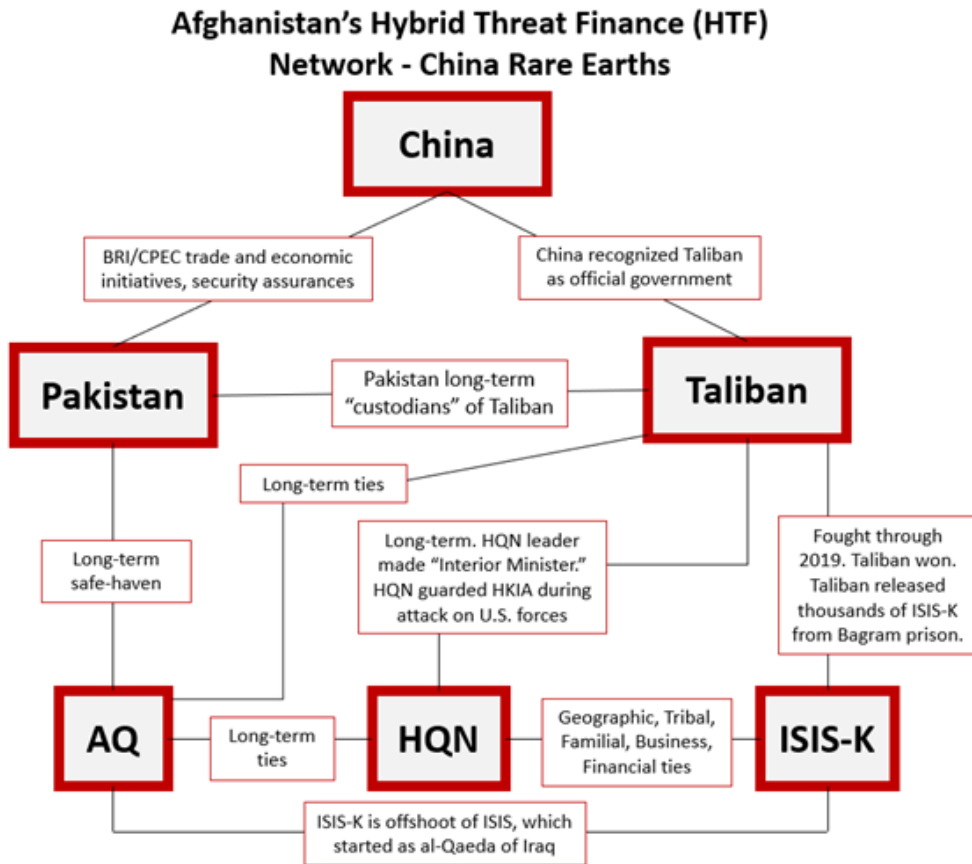 Afghanistan's Hybrid Threat Finance (HTF)
Network - China Rare Earths
China
BRI/CPEC trade and economic
initiatives, security assurances
China recognized Taliban
as official government
Pakistan
Pakistan long-term
“custodians” of Taliban
Taliban
Long-term ties
Long-term
safe-haven
Long-term. HQN leader
made “Interior Minister.”
HQN guarded HKIA during
attack on U.S. forces
Fought through
2019. Taliban won.
Taliban released
thousands of ISIS-K
from Bagram prison.
AQ
Long-term
ties
HQN
Geographic, Tribal,
Familial, Business,
Financial ties
ISIS-K
ISIS-K is offshoot of ISIS, which
started as al-Qaeda of Iraq